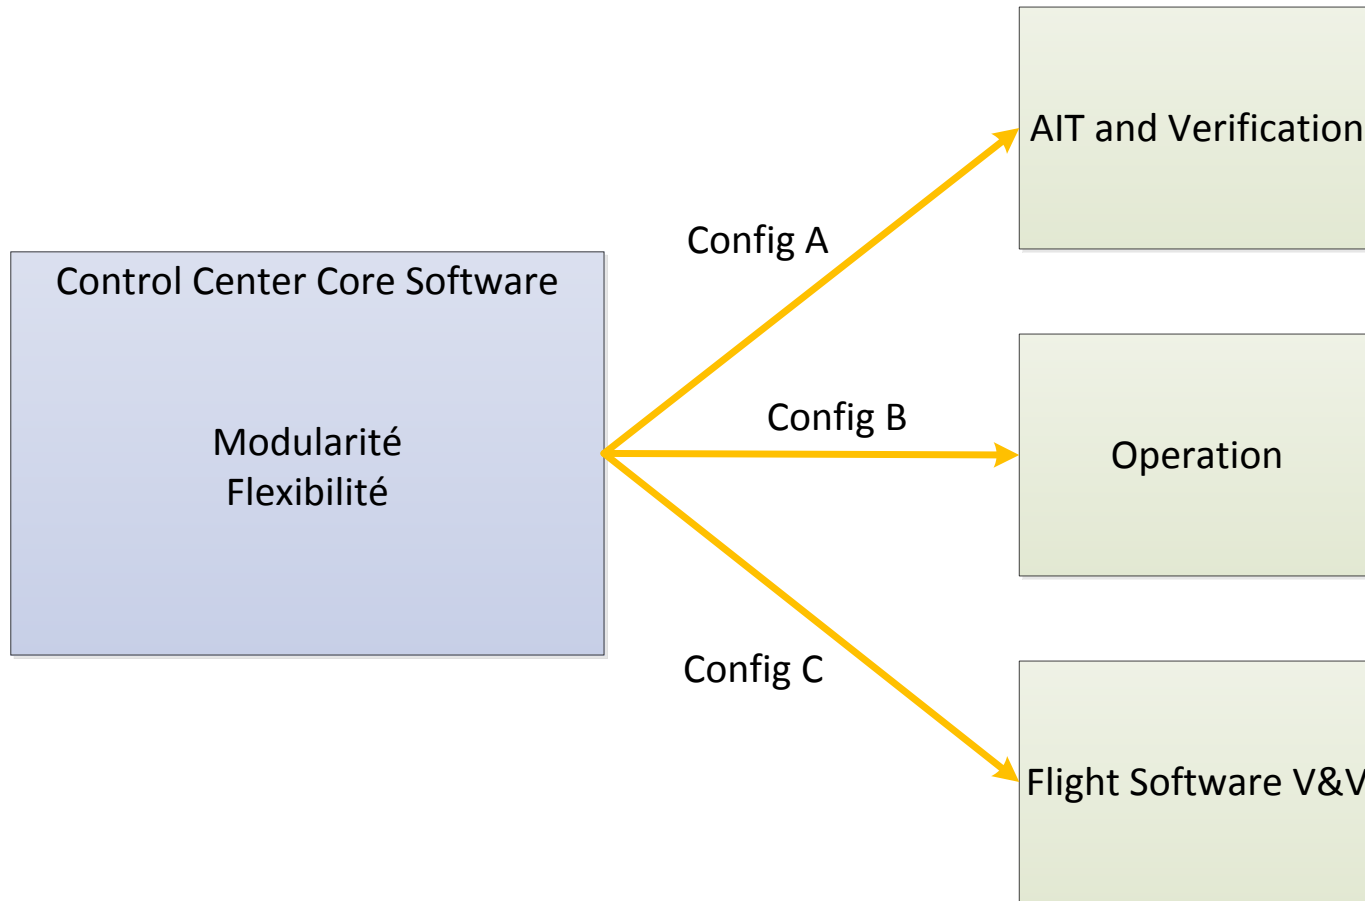 Control Center Core Software
Modularité
Flexibilité
Config A
Config B
Config C
AIT and Verification
Operation
Flight Software V&V